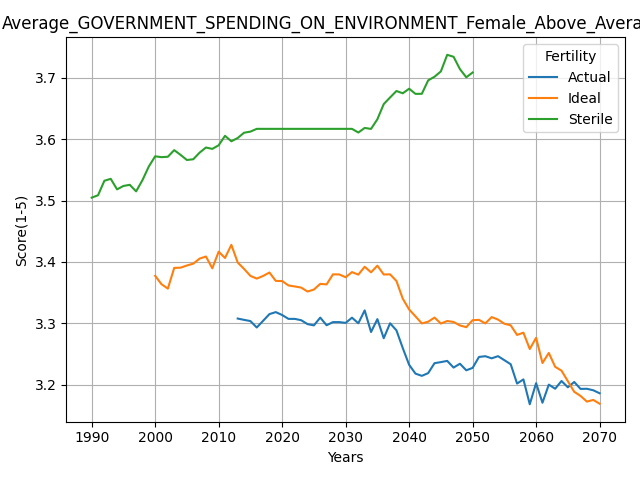 Average_GOVERNMENT_SPENDING_ON_ENVIRONMENT_Female_Above_Avera
Fertility
Actual
Ideal
Sterile
Score(1-5)
3.7
3.6
3.5
3.4
3.3
3.2
1990 2000 2010 2020 2030 2040 2050 2060 2070
Years